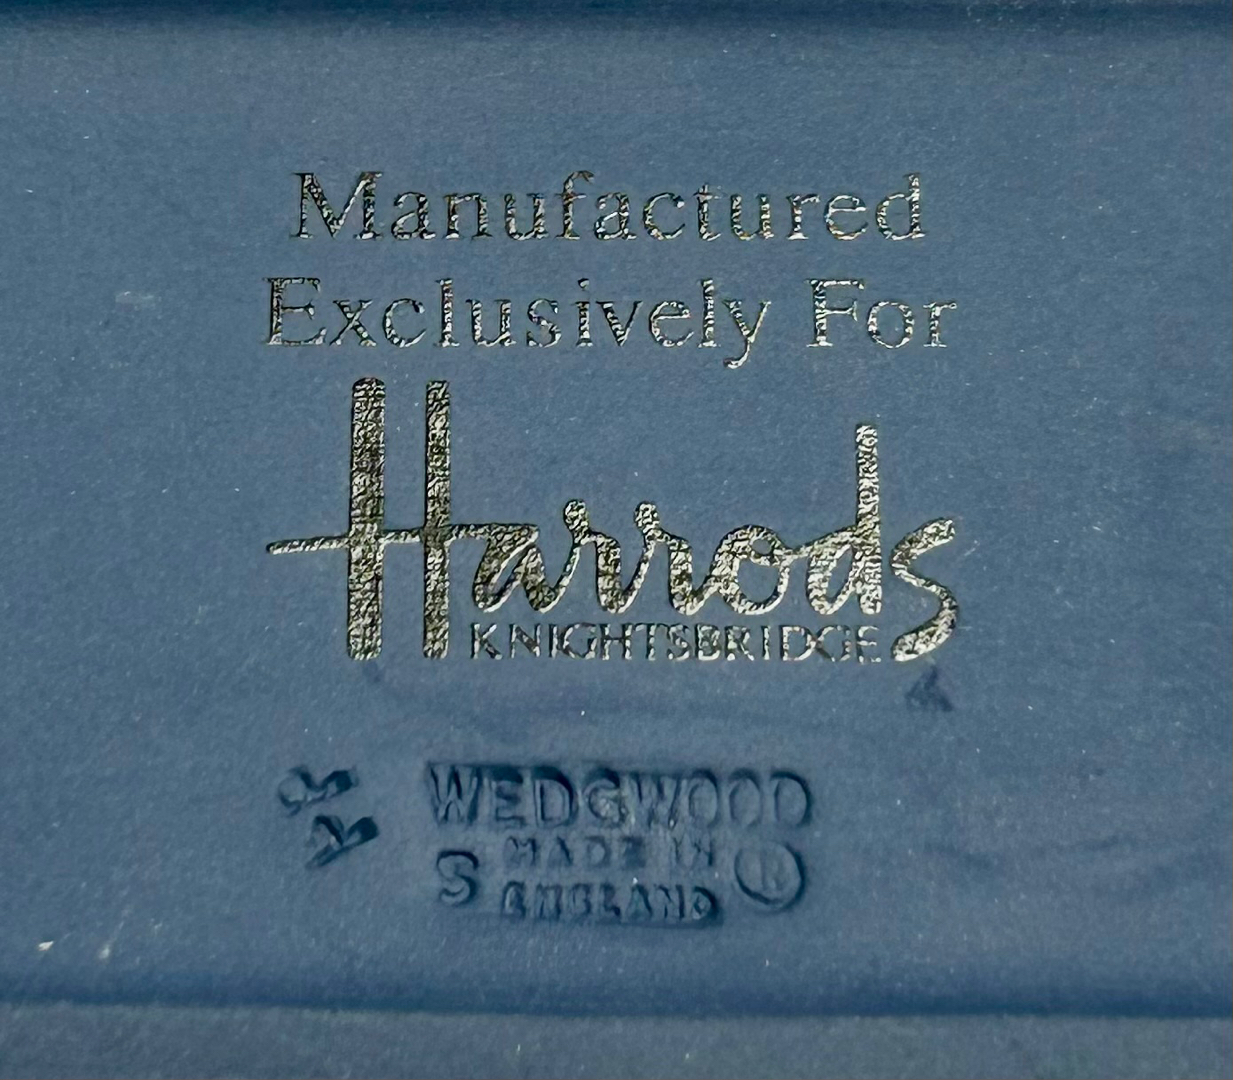 Manufactured
Exclusively For
Harrods
KNIGHTSBRIDGE
WEDGWOOD
MADE IN
S ENGLAND ®